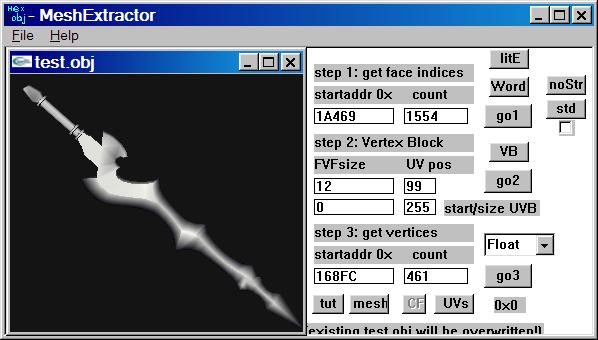 Hex obj- - MeshExtractor
File Help
test.obj
litE
step 1: get face indices
Word
noStr
startaddr 0x count
std
1A469 1554
go1
step 2: Vertex Block
VB
FVFsize UV pos
12 99
go2
0 255 start/size UVB
step 3: get vertices
Float
startaddr 0x count
168FC 461
go3
tut mesh CF UVs 0x0
(existing test.obj will be overwritten!)